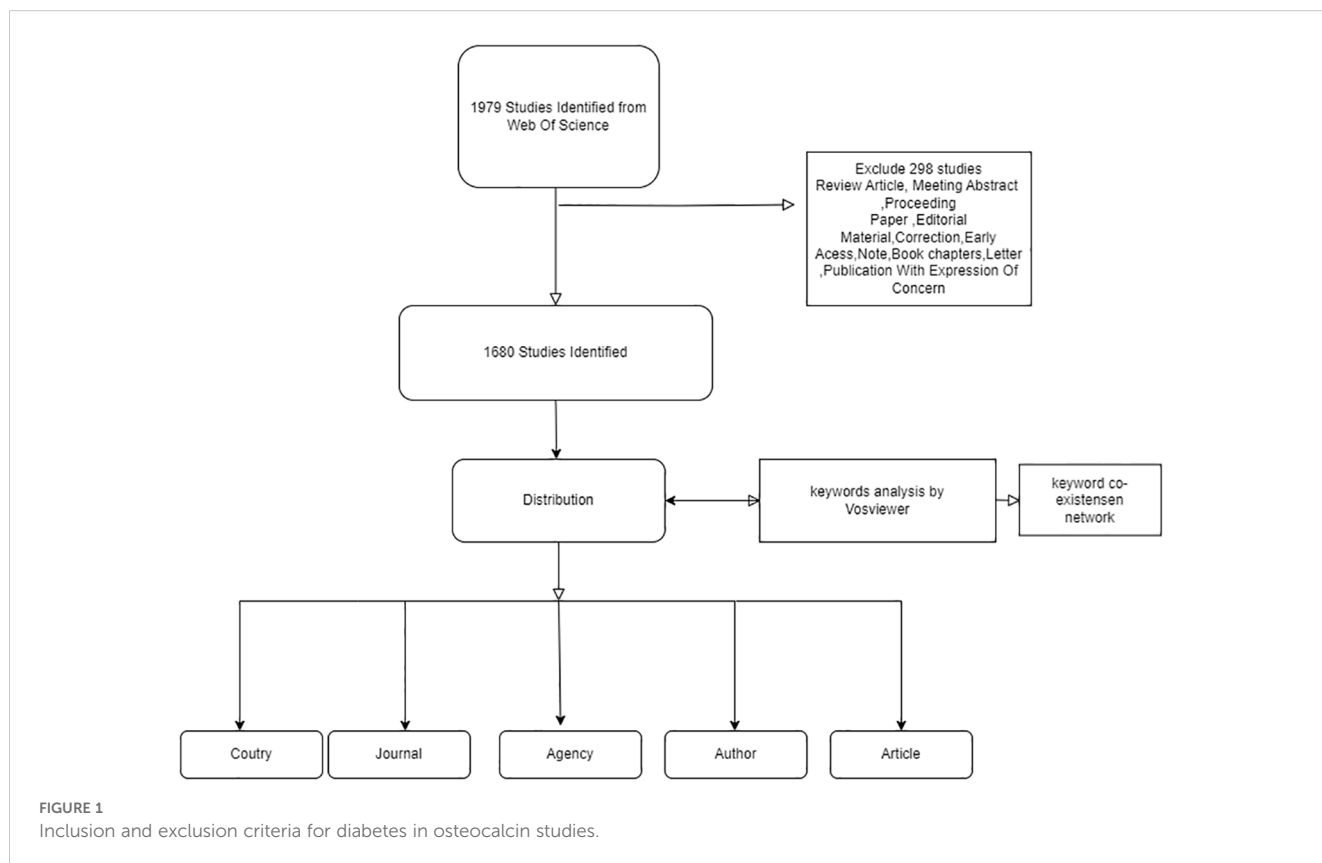 1979 Studies Identified from
Web Of Science
Exclude 298 studies
Review Article, Meeting Abstract
,Proceeding
Paper ,Editorial
Material,Correction,Early
Acess,Note,Book chapters,Letter
,Publication With Expression Of
Concern
1680 Studies Identified
Distribution
keywords analysis by
Vosviewer
keyword co-
existensen
network
Coutry
Journal
Agency
Author
Article
FIGURE 1
Inclusion and exclusion criteria for diabetes in osteocalcin studies.